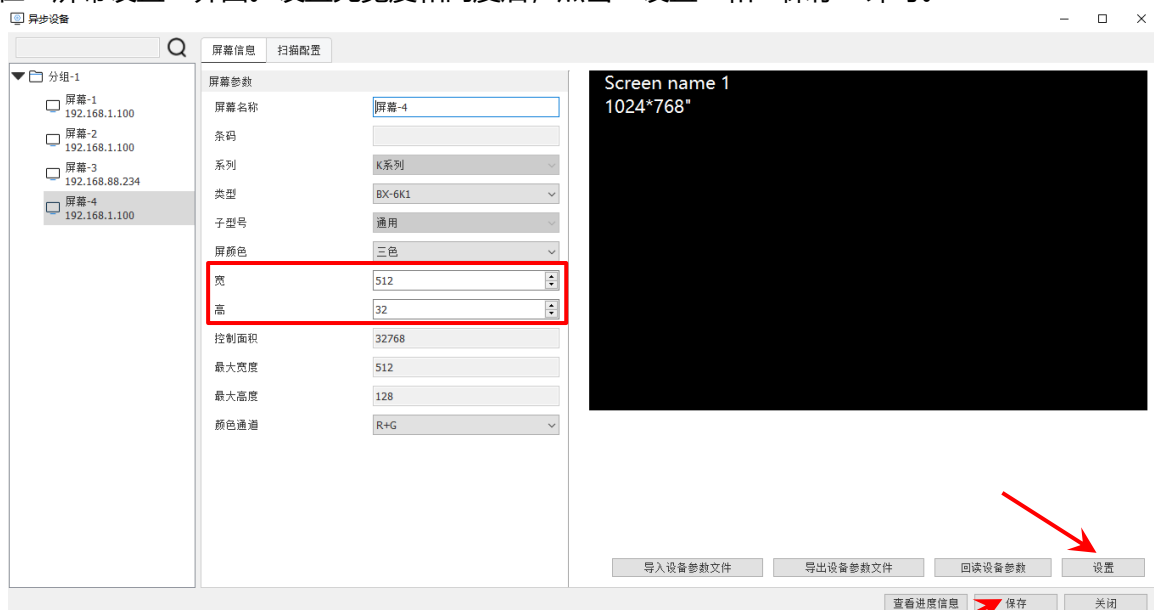 异步设备
屏幕信息 扫描配置
分组-1
屏幕-1
192.168.1.100
屏幕-2
192.168.1.100
屏幕-3
192.168.88.234
屏幕-4
192.168.1.100
屏幕参数
屏幕名称 屏幕-4
条码
系列 K系列
类型 BX-6K1
子型号 通用
屏颜色 三色
宽 512
高 32
控制面积 32768
最大宽度 512
最大高度 128
颜色通道 R+G
Screen name 1
1024*768"
导入设备参数文件 导出设备参数文件 回读设备参数 设置
查看进度信息 保存 关闭